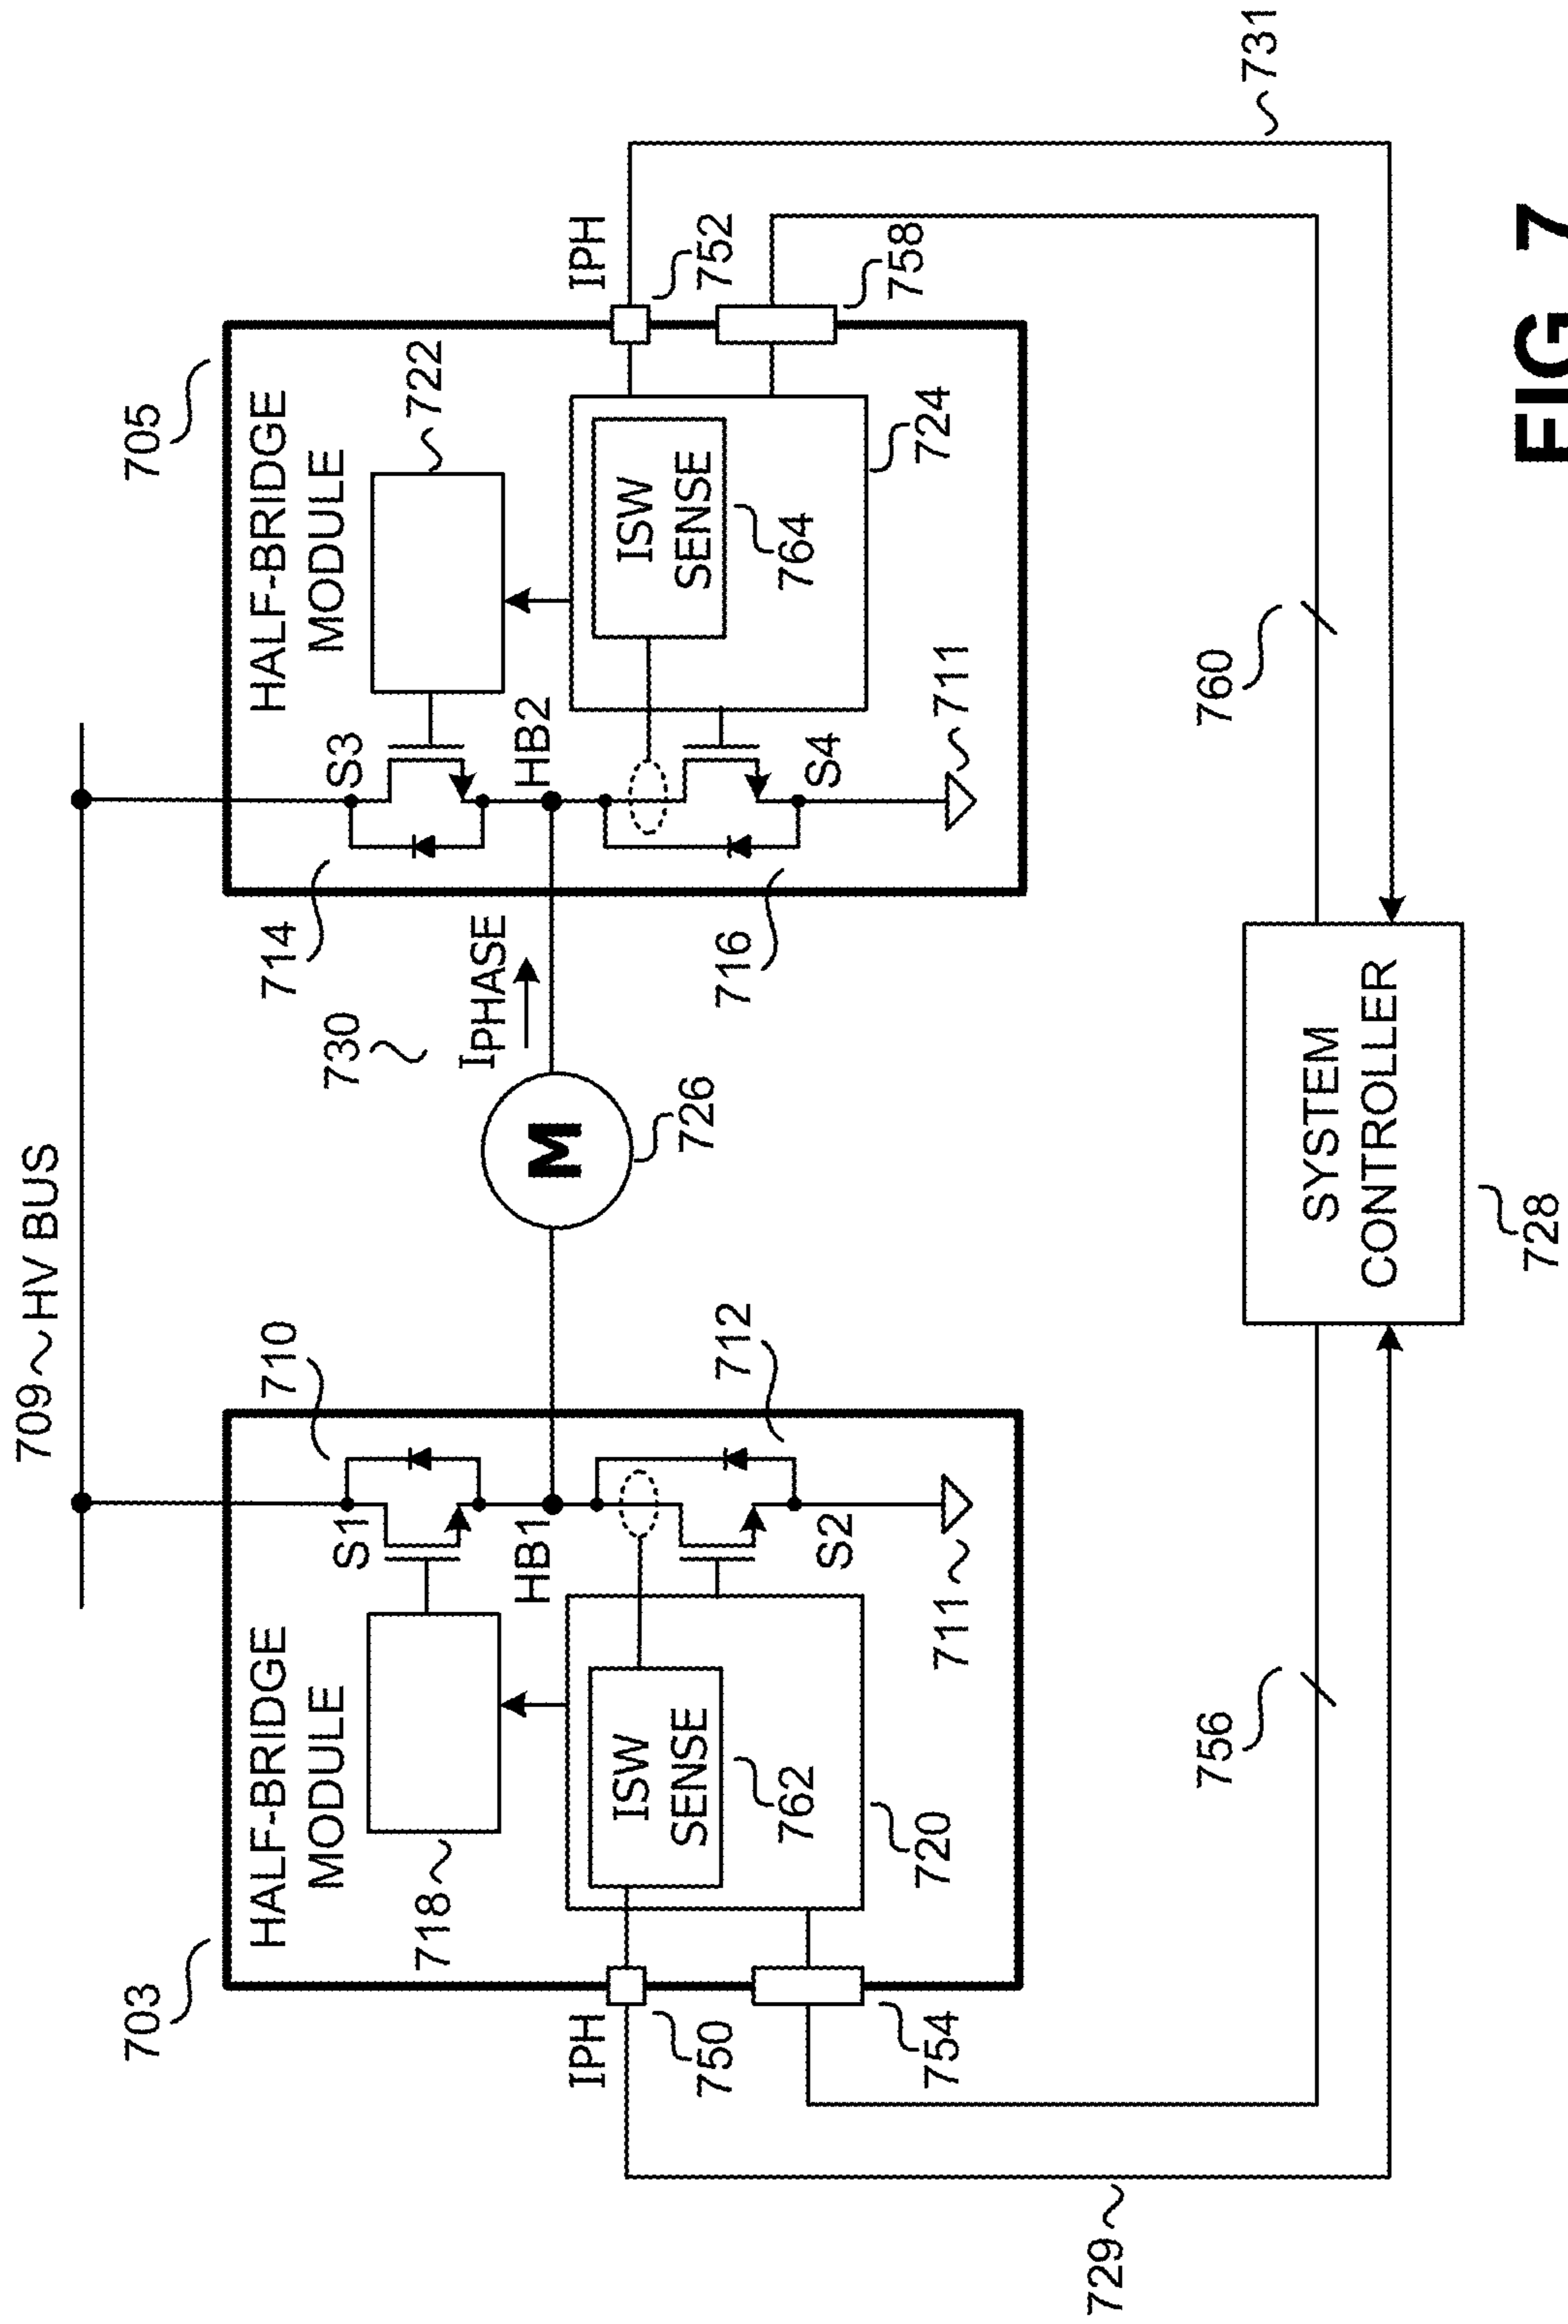 709 HV BUS
703
705
HALF-BRIDGE
MODULE
718
S1
710
HB1
ISW
SENSE
762
720
712
S2
711
IPH
750
754
730
IPHASE
M
726
HALF-BRIDGE
MODULE
722
S3
714
HB2
ISW
SENSE
764
724
716
S4
711
IPH
752
758
729
756
SYSTEM
CONTROLLER
728
760
731
FIG 7